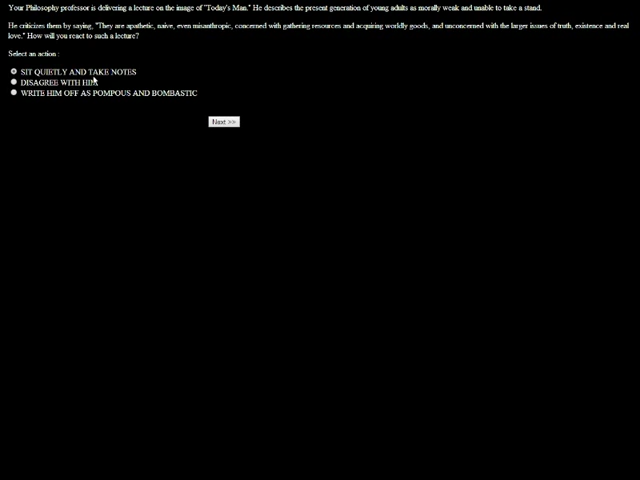 Your Philosophy professor is delivering a lecture on the image of "Today's Man." He describes the present generation of young adults as morally weak and unable to take a stand.
He criticizes them by saying, "They are apathetic, naive, even misanthropic, concerned with gathering resources and acquiring worldly goods, and unconcerned with the larger issues of truth, existence and real
love." How will you react to such a lecture?
Select an action :
SIT QUIETLY AND TAKE NOTES
DISAGREE WITH HIM
WRITE HIM OFF AS POMPOUS AND BOMBASTIC
Next >>